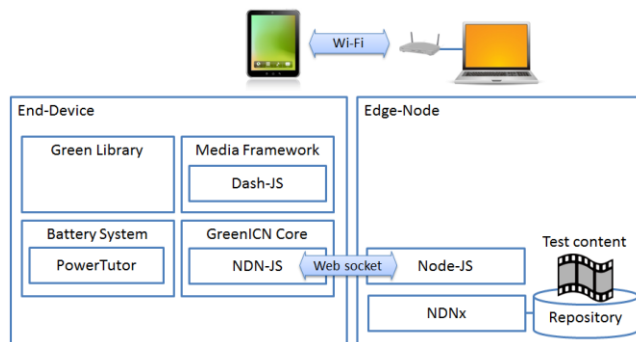 Wi-Fi
End-Device
Edge-Node
Green Library
Media Framework
Dash-JS
Battery System
PowerTutor
GreenICN Core
NDN-JS
Web socket
Node-JS
NDNx
Test content
Repository